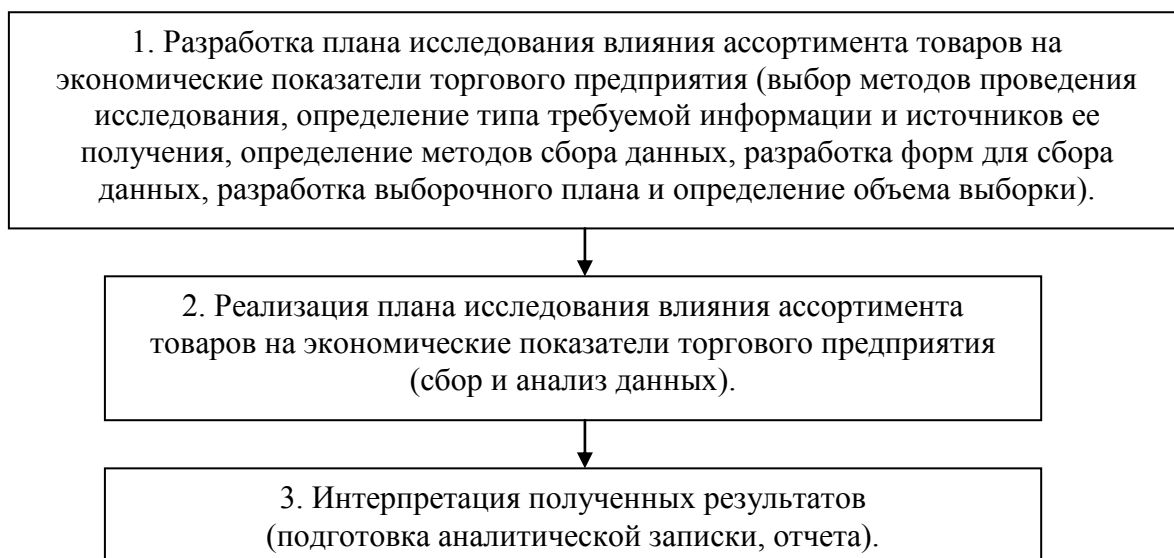 1. Разработка плана исследования влияния ассортимента товаров на
экономические показатели торгового предприятия (выбор методов проведения
исследования, определение типа требуемой информации и источников ее
получения, определение методов сбора данных, разработка форм для сбора
данных, разработка выборочного плана и определение объема выборки).
2. Реализация плана исследования влияния ассортимента
товаров на экономические показатели торгового предприятия
(сбор и анализ данных).
3. Интерпретация полученных результатов
(подготовка аналитической записки, отчета).